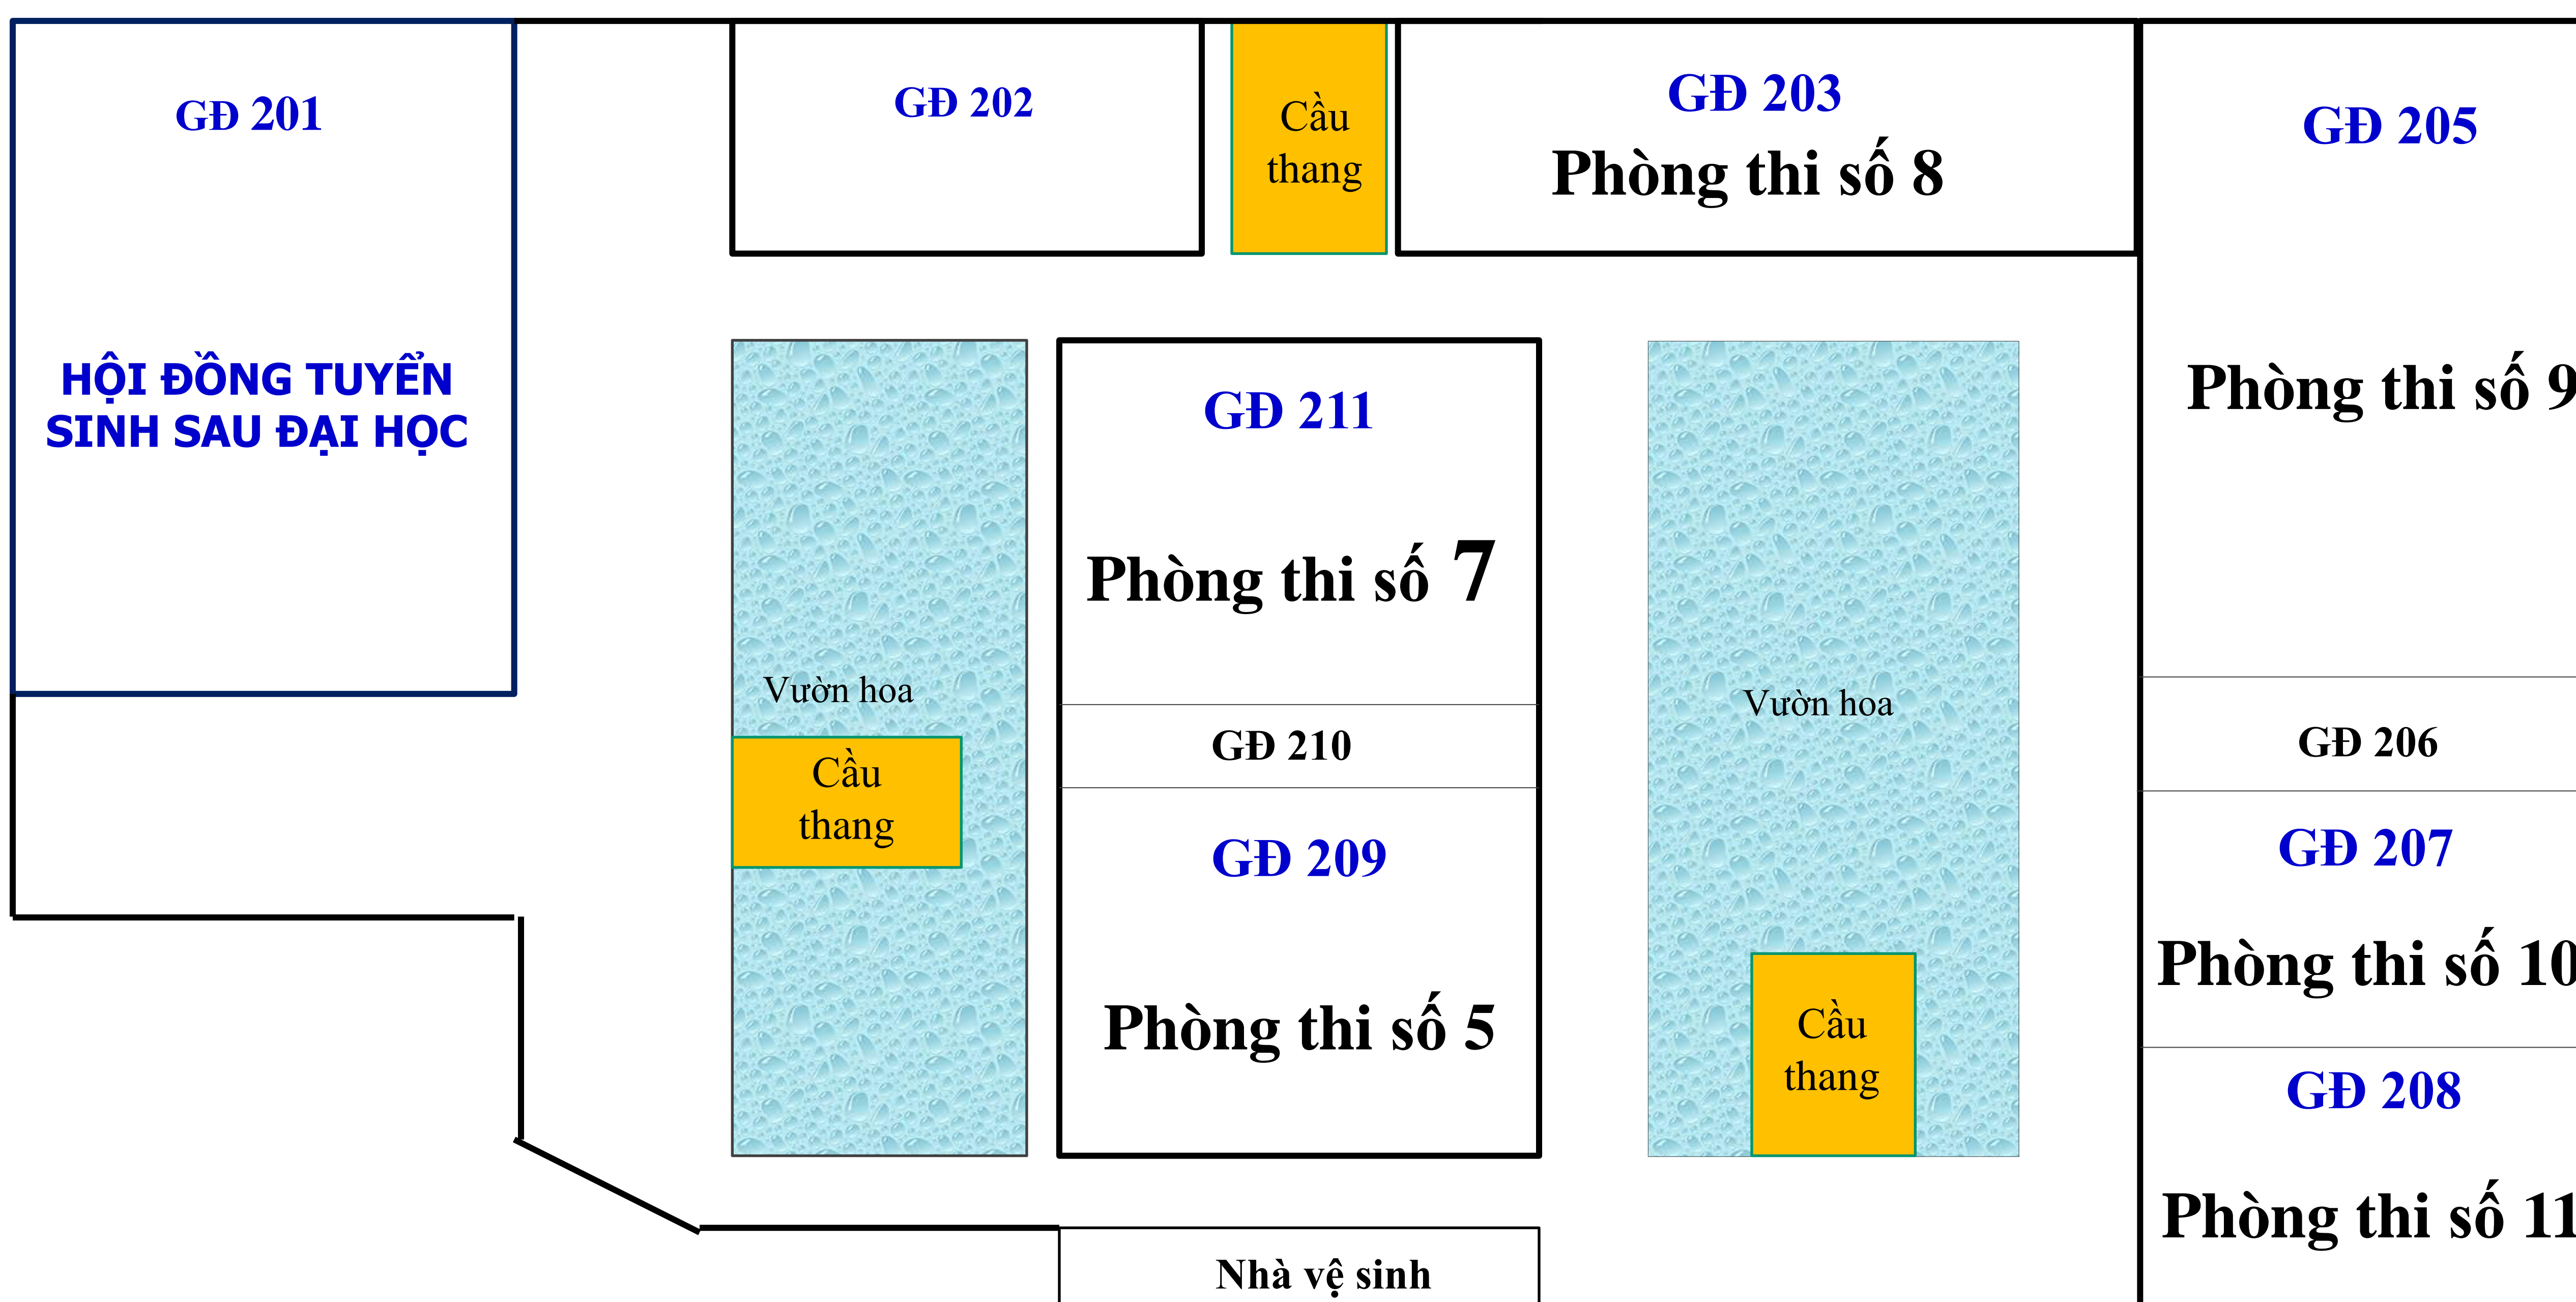 GĐ 201
HỘI ĐỒNG TUYỂN
SINH SAU ĐẠI HỌC
GĐ 202
Cầu
thang
GĐ 203
Phòng thi số 8
GĐ 205
Phòng thi số 9
Vườn hoa
Cầu
thang
GĐ 211
Phòng thi số 7
GĐ 210
GĐ 209
Phòng thi số 5
Vườn hoa
Cầu
thang
GĐ 206
GĐ 207
Phòng thi số 10
GĐ 208
Phòng thi số 11
Nhà vệ sinh